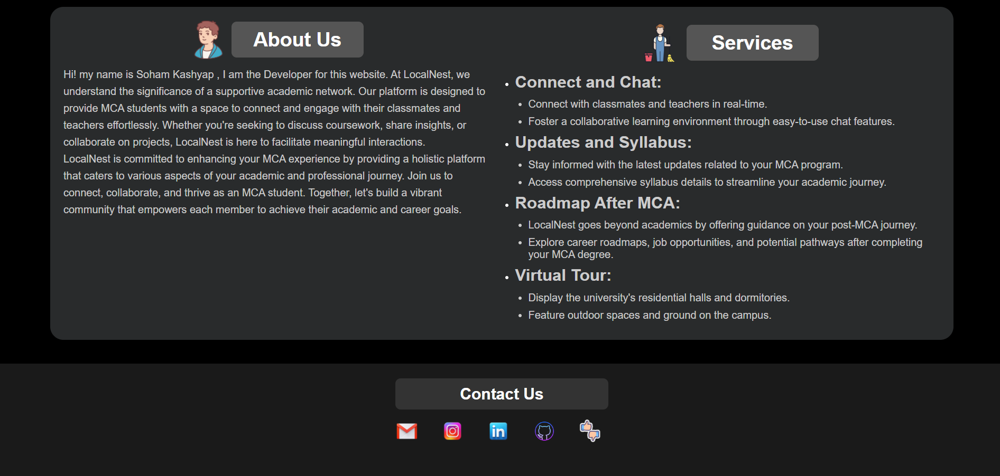 About Us
Hi! my name is Soham Kashyap , I am the Developer for this website. At LocalNest, we
understand the significance of a supportive academic network. Our platform is designed to
provide MCA students with a space to connect and engage with their classmates and
teachers effortlessly. Whether you're seeking to discuss coursework, share insights, or
collaborate on projects, LocalNest is here to facilitate meaningful interactions.
LocalNest is committed to enhancing your MCA experience by providing a holistic platform
that caters to various aspects of your academic and professional journey. Join us to
connect, collaborate, and thrive as an MCA student. Together, let's build a vibrant
community that empowers each member to achieve their academic and career goals.
Services
• Connect and Chat:
• Connect with classmates and teachers in real-time.
• Foster a collaborative learning environment through easy-to-use chat features.
• Updates and Syllabus:
• Stay informed with the latest updates related to your MCA program.
• Access comprehensive syllabus details to streamline your academic journey.
• Roadmap After MCA:
• LocalNest goes beyond academics by offering guidance on your post-MCA journey.
• Explore career roadmaps, job opportunities, and potential pathways after completing
your MCA degree.
• Virtual Tour:
• Display the university's residential halls and dormitories.
• Feature outdoor spaces and ground on the campus.
Contact Us
in